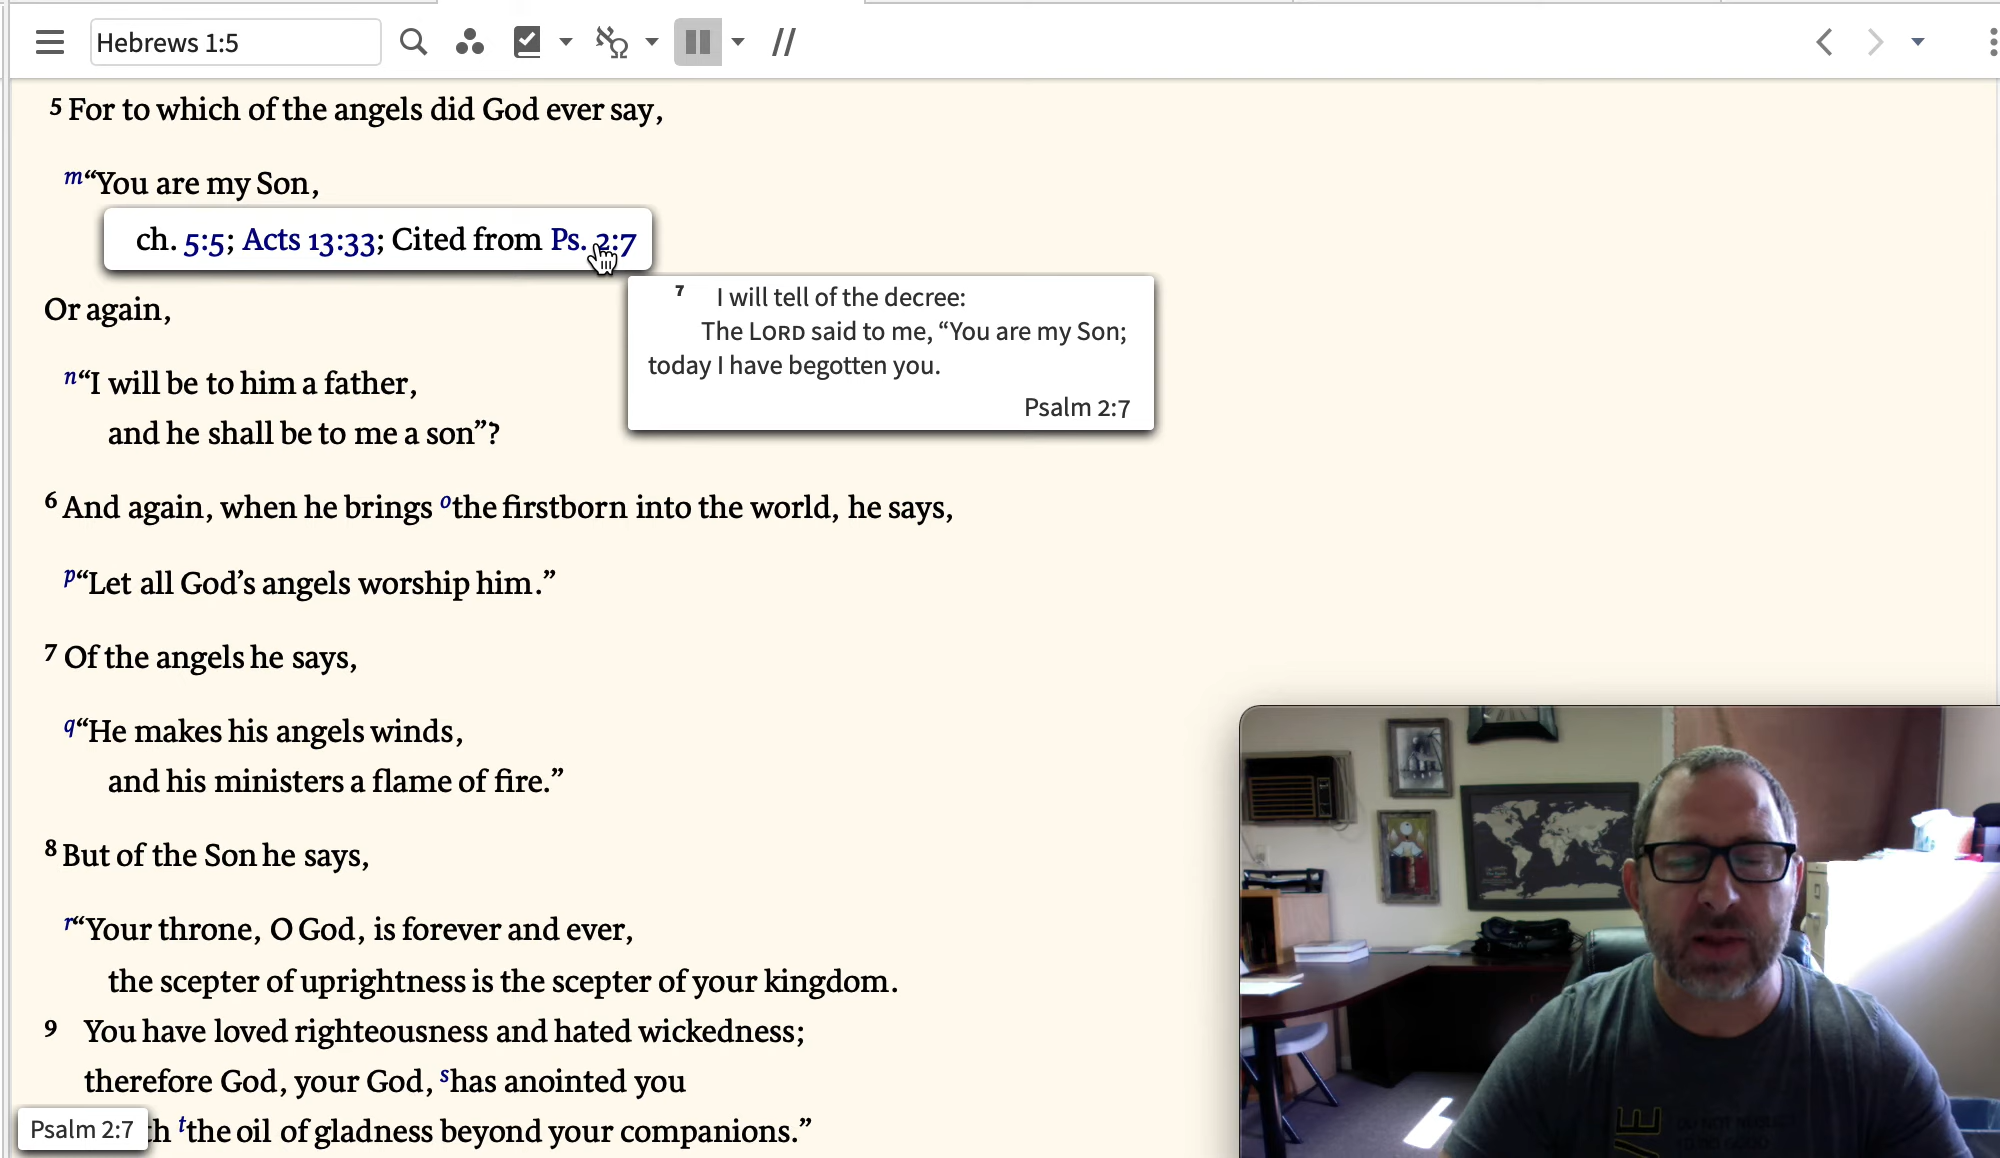 Hebrews 1:5
5 For to which of the angels did God ever say,
m“You are my Son,
ch. 5:5; Acts 13:33; Cited from Ps. 2:7
7 I will tell of the decree:
The LORD said to me, “You are my Son;
today I have begotten you.
Psalm 2:7
Or again,
n“I will be to him a father,
and he shall be to me a son”?
6 And again, when he brings othe firstborn into the world, he says,
p“Let all God’s angels worship him.”
7 Of the angels he says,
q“He makes his angels winds,
and his ministers a flame of fire.”
8 But of the Son he says,
r“Your throne, O God, is forever and ever,
the scepter of uprightness is the scepter of your kingdom.
9 You have loved righteousness and hated wickedness;
therefore God, your God, shas anointed you
th tthe oil of gladness beyond your companions.”
Psalm 2:7